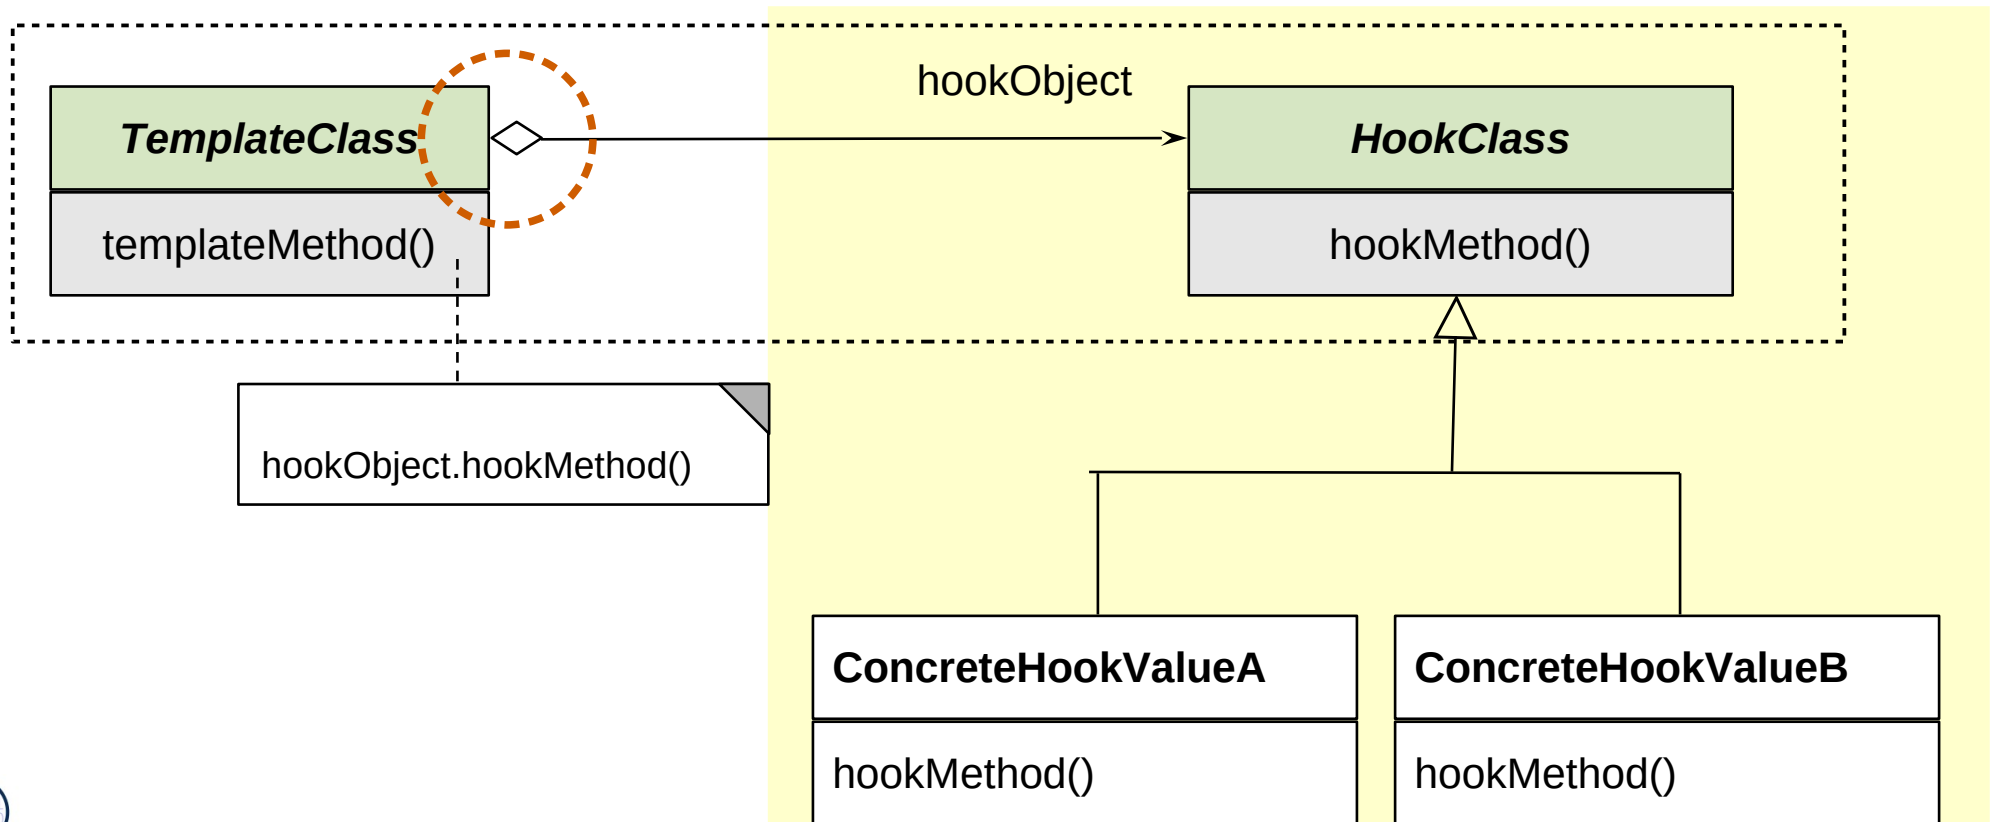 hookObject
TemplateClass
HookClass
templateMethod()
hookMethod()
hookObject.hookMethod()
ConcreteHookValueA
ConcreteHookValueB
hookMethod()
hookMethod()